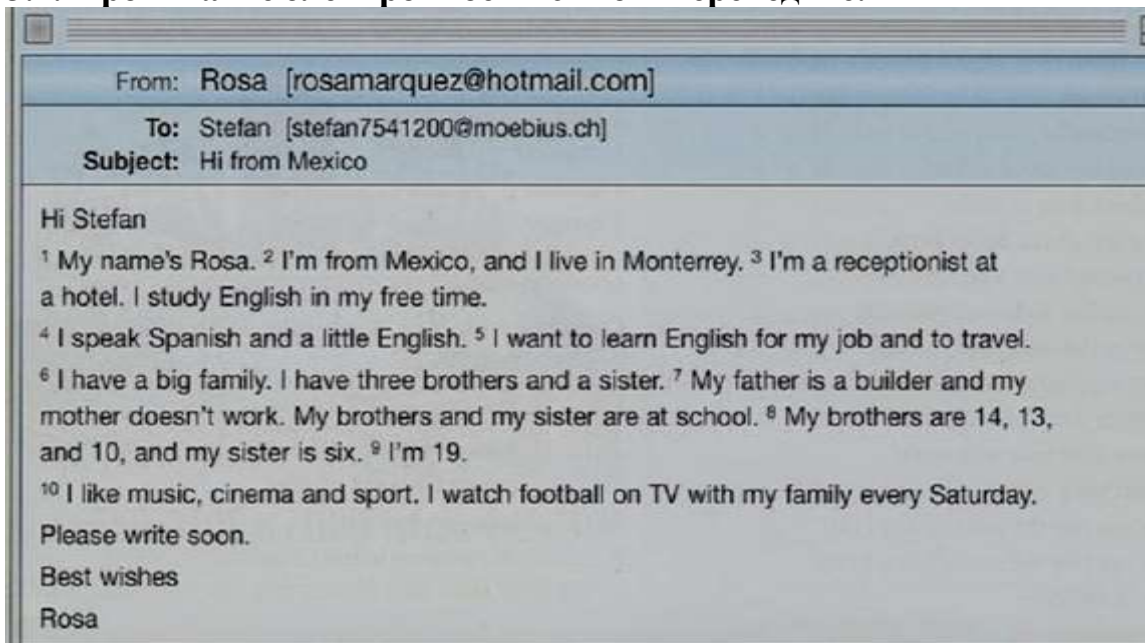 From: Rosa [rosamarquez@hotmail.com]
To: Stefan [stefan7541200@moebius.ch]
Subject: Hi from Mexico
Hi Stefan
¹ My name's Rosa. ² I'm from Mexico, and I live in Monterrey. ³ I'm a receptionist at
a hotel. I study English in my free time.
⁴ I speak Spanish and a little English. ⁵ I want to learn English for my job and to travel.
⁶ I have a big family. I have three brothers and a sister. ⁷ My father is a builder and my
mother doesn't work. My brothers and my sister are at school. ⁸ My brothers are 14, 13,
and 10, and my sister is six. ⁹ I'm 19.
¹⁰ I like music, cinema and sport. I watch football on TV with my family every Saturday.
Please write soon.
Best wishes
Rosa